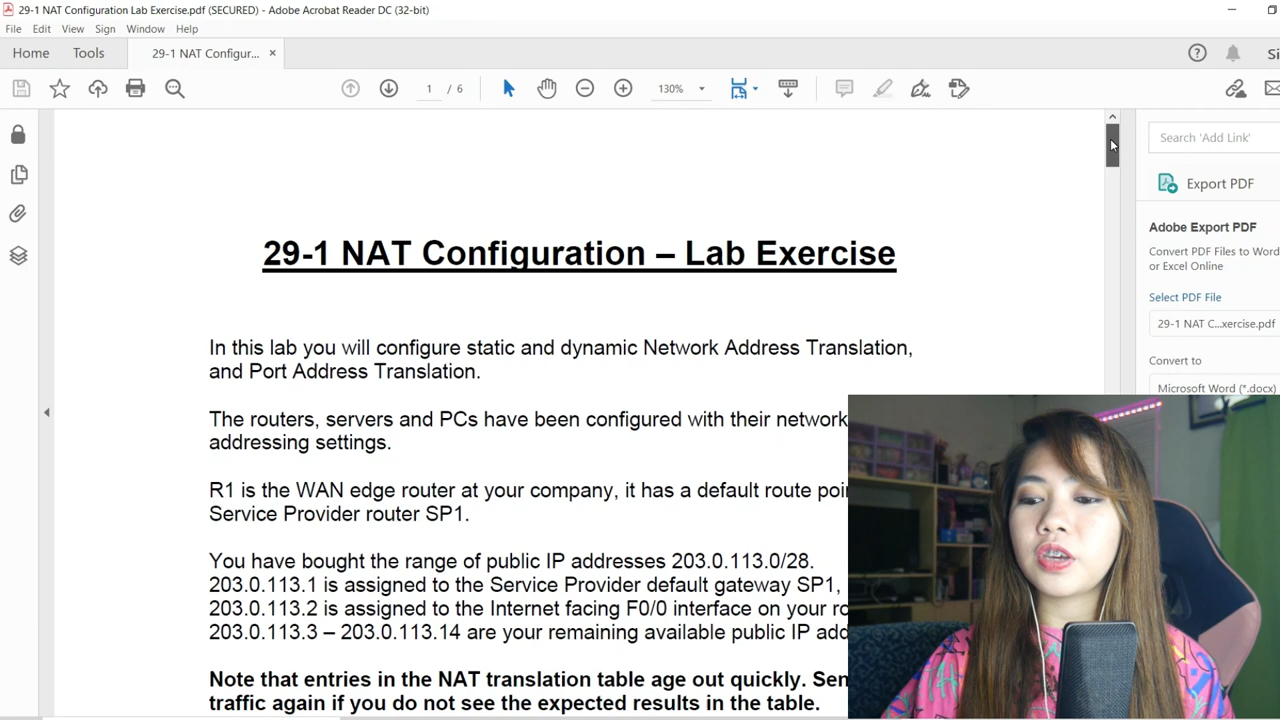 29-1 NAT Configuration Lab Exercise.pdf (SECURED) - Adobe Acrobat Reader DC (32-bit)
File Edit View Sign Window Help
Home Tools 29-1 NAT Configur... × Si
1 / 6 130%
Search 'Add Link'
Export PDF
Adobe Export PDF
Convert PDF Files to Word
or Excel Online
Select PDF File
29-1 NAT C...xercise.pdf
Convert to
Microsoft Word (*.docx)
29-1 NAT Configuration – Lab Exercise
In this lab you will configure static and dynamic Network Address Translation,
and Port Address Translation.
The routers, servers and PCs have been configured with their network
addressing settings.
R1 is the WAN edge router at your company, it has a default route poi
Service Provider router SP1.
You have bought the range of public IP addresses 203.0.113.0/28.
203.0.113.1 is assigned to the Service Provider default gateway SP1,
203.0.113.2 is assigned to the Internet facing F0/0 interface on your ro
203.0.113.3 – 203.0.113.14 are your remaining available public IP add
Note that entries in the NAT translation table age out quickly. Sen
traffic again if you do not see the expected results in the table.